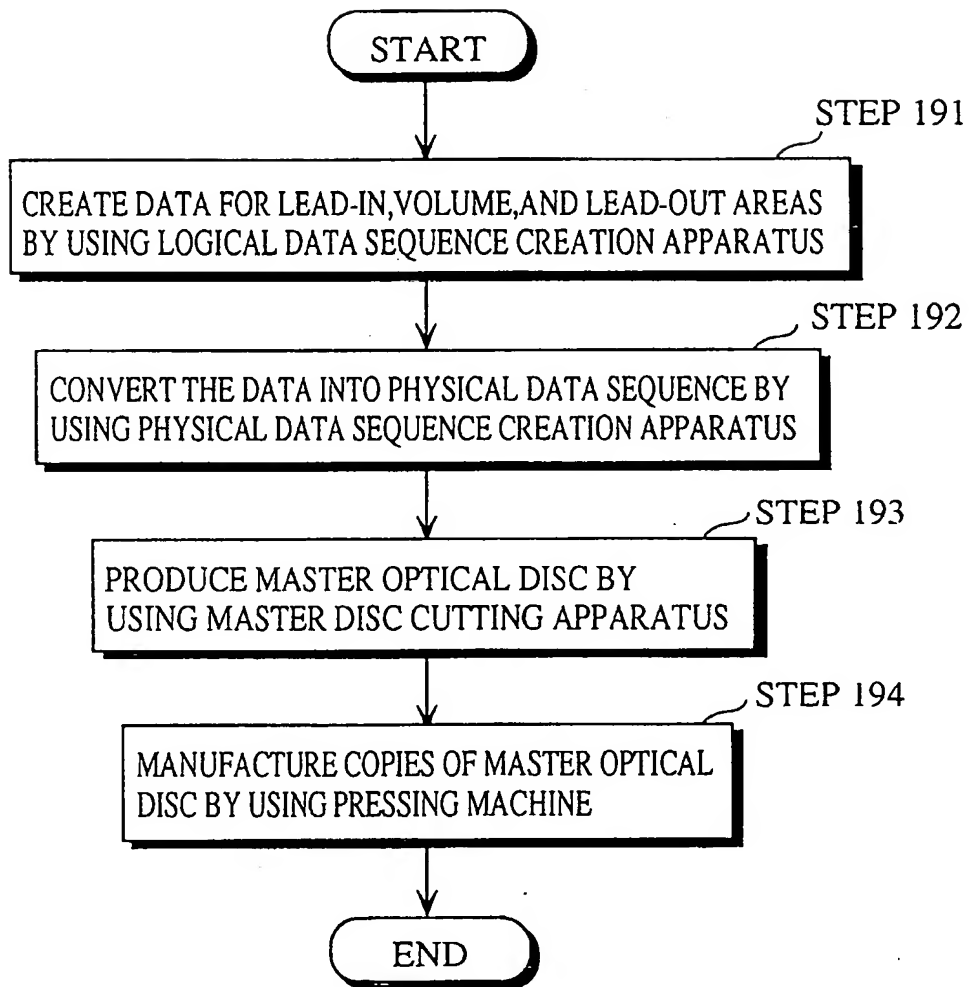 START
STEP 191
CREATE DATA FOR LEAD-IN,VOLUME,AND LEAD-OUT AREAS
BY USING LOGICAL DATA SEQUENCE CREATION APPARATUS
STEP 192
CONVERT THE DATA INTO PHYSICAL DATA SEQUENCE BY
USING PHYSICAL DATA SEQUENCE CREATION APPARATUS
STEP 193
PRODUCE MASTER OPTICAL DISC BY
USING MASTER DISC CUTTING APPARATUS
STEP 194
MANUFACTURE COPIES OF MASTER OPTICAL
DISC BY USING PRESSING MACHINE
END